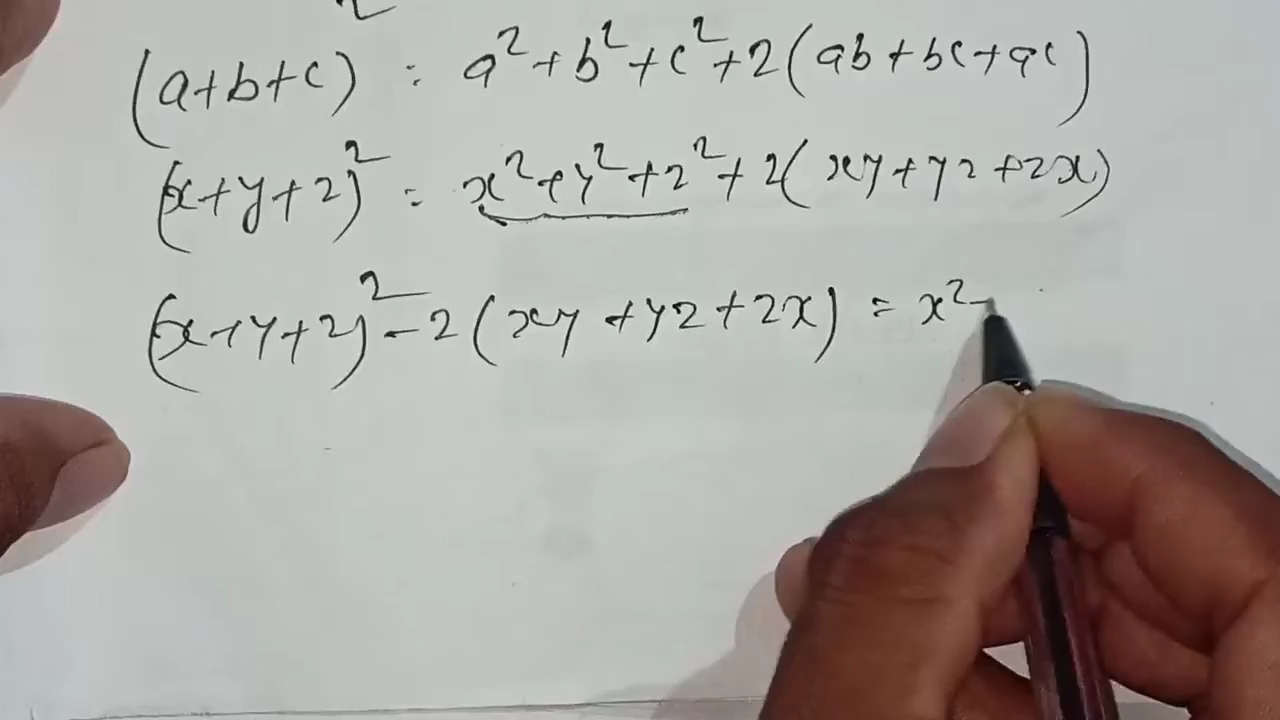 (a+b+c)² : a²+b²+c²+2(ab+bc+ac)
(x+y+z)² = x²+y²+z²+2(xy+yz+zx)
(x+y+z)²-2(xy+yz+zx) = x²